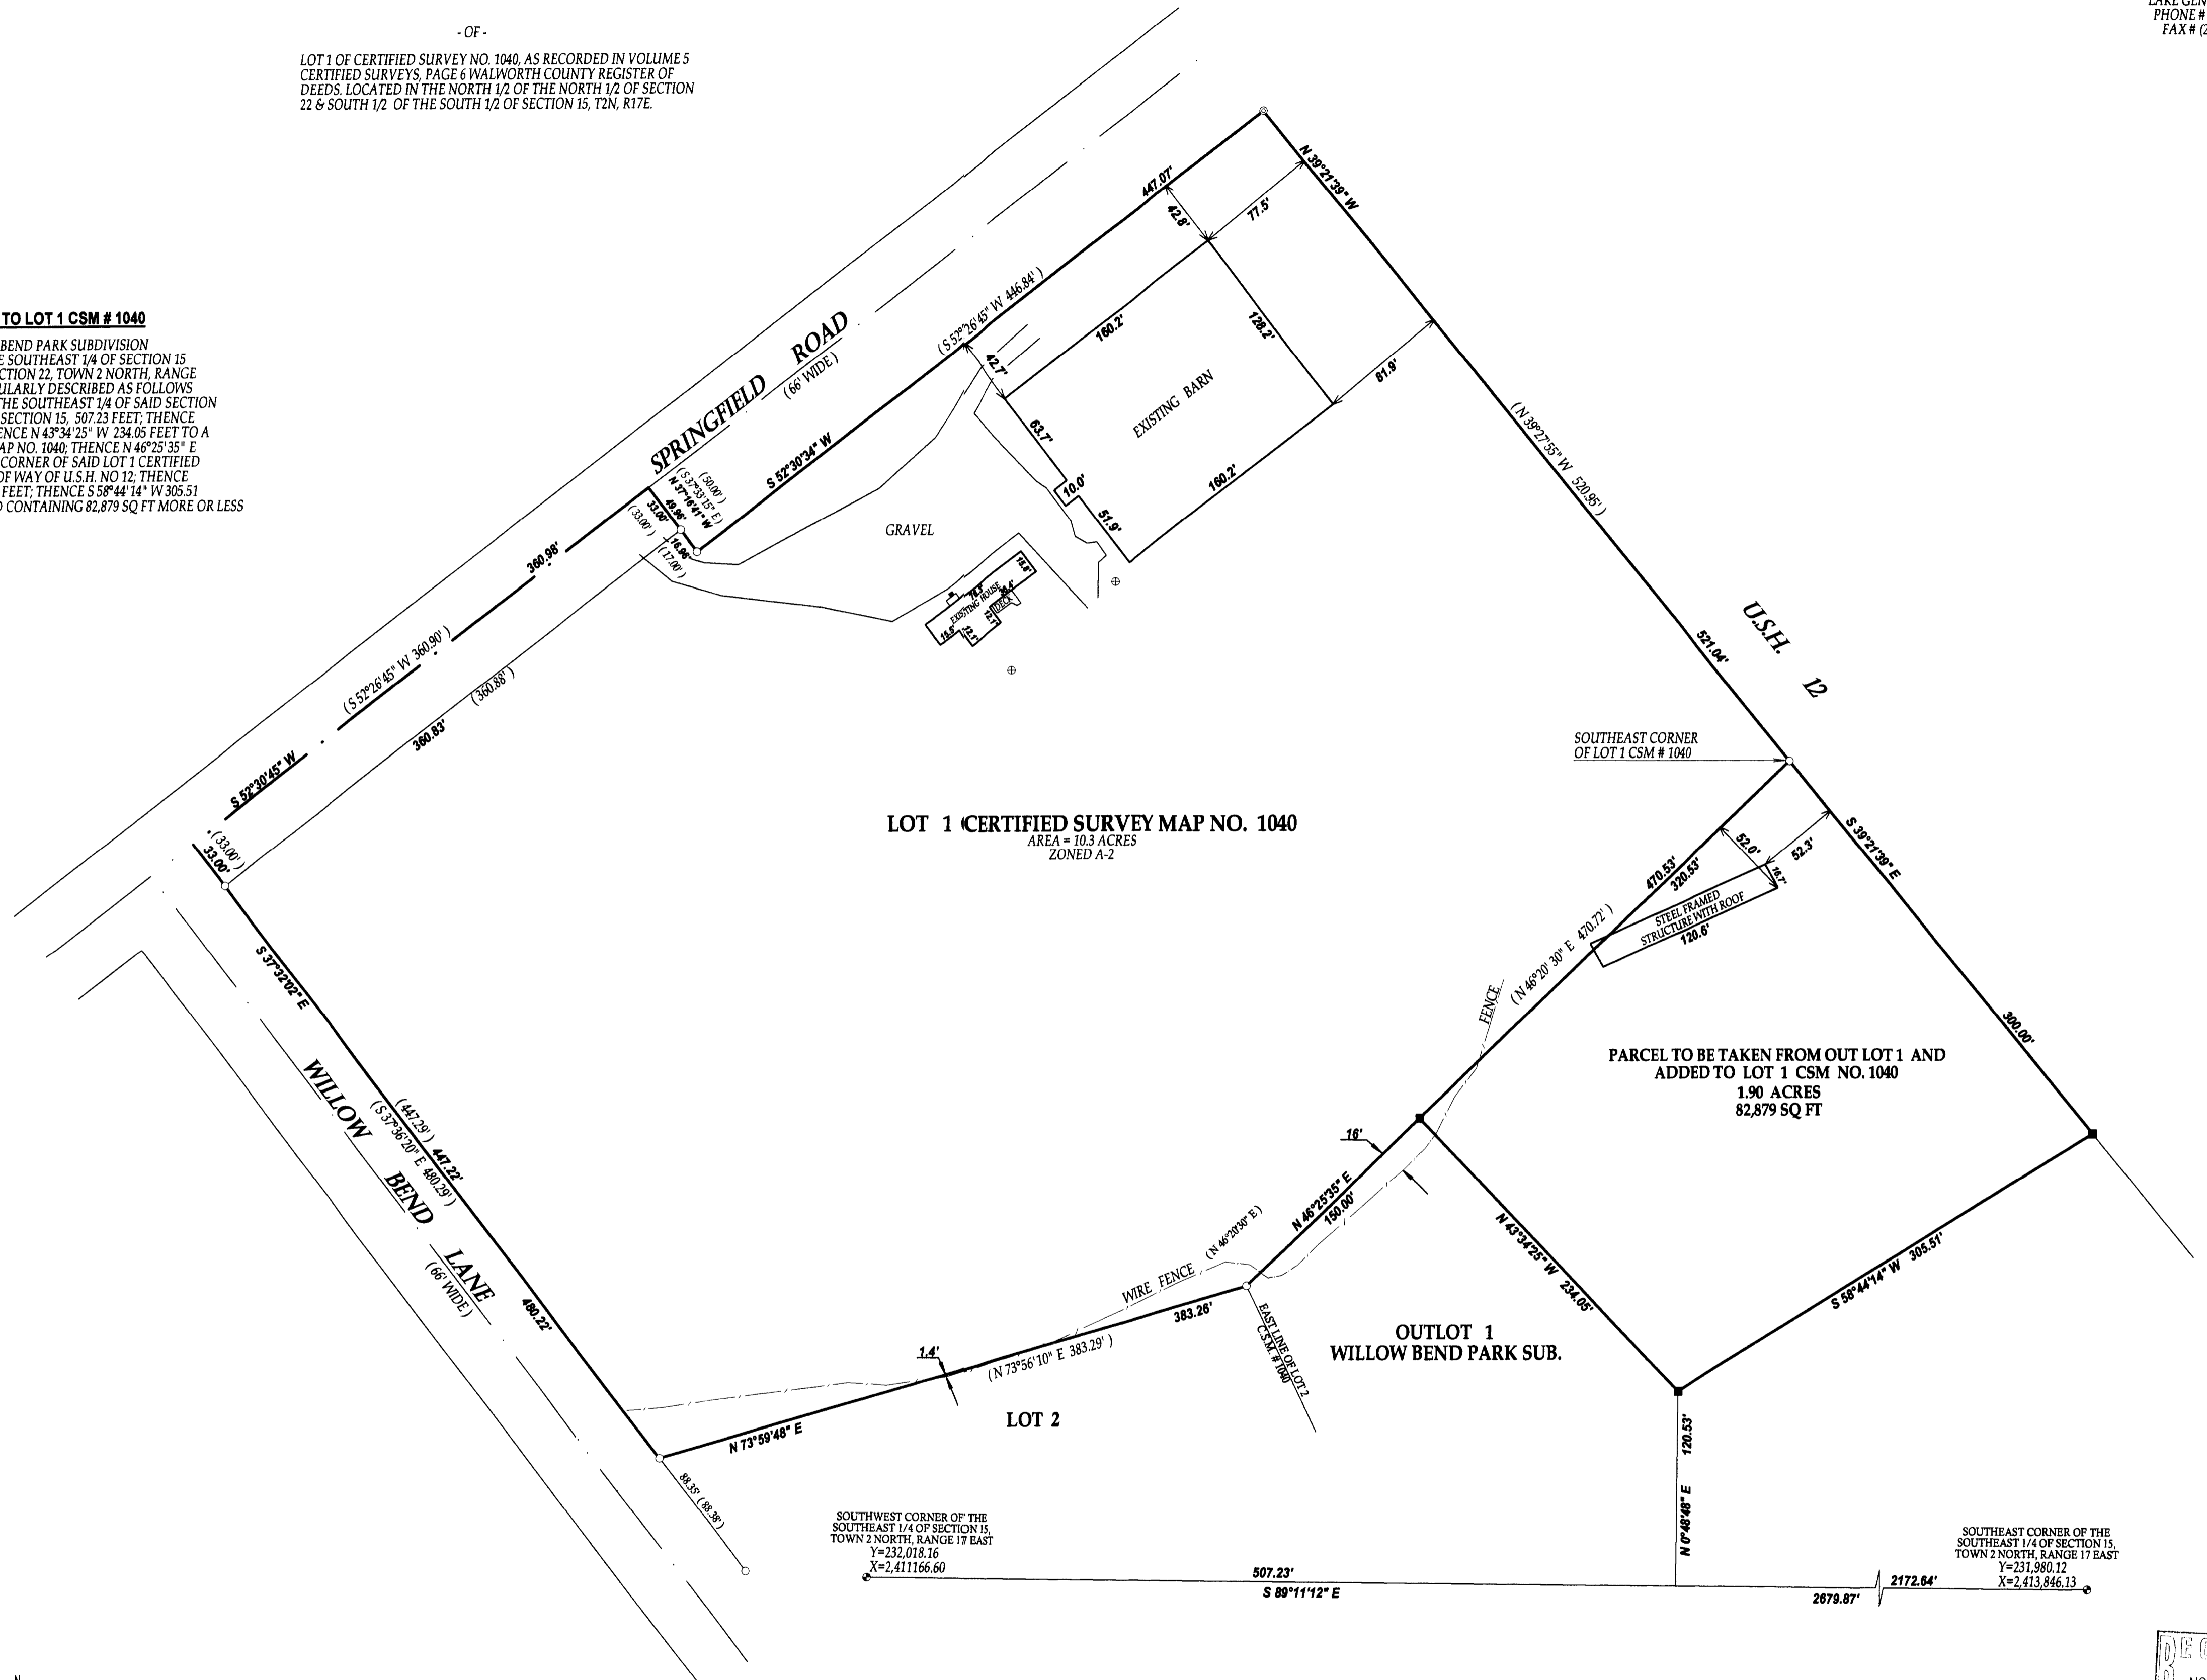 - OF -
LOT 1 OF CERTIFIED SURVEY NO. 1040, AS RECORDED IN VOLUME 5
CERTIFIED SURVEYS, PAGE 6 WALWORTH COUNTY REGISTER OF
DEEDS. LOCATED IN THE NORTH 1/2 OF THE NORTH 1/2 OF SECTION
22 & SOUTH 1/2 OF THE SOUTH 1/2 OF SECTION 15, T2N, R17E.
PHONE #
FAX # (2
TO LOT 1 CSM # 1040
BEND PARK SUBDIVISION
SOUTHEAST 1/4 OF SECTION 15
CTION 22, TOWN 2 NORTH, RANGE
ULARLY DESCRIBED AS FOLLOWS
THE SOUTHEAST 1/4 OF SAID SECTION
SECTION 15, 507.23 FEET; THENCE
ENCE N 43°34'25" W 234.05 FEET TO A
AP NO. 1040; THENCE N 46°25'35" E
CORNER OF SAID LOT 1 CERTIFIED
OF WAY OF U.S.H. NO 12; THENCE
FEET; THENCE S 58°44'14" W 305.51
CONTAINING 82,879 SQ FT MORE OR LESS
N 39°21'39" W
447.07'
42.8'
77.5'
(S 52°26'45" W 446.84')
160.2'
128.2'
EXISTING BARN
42.7'
63.7'
10.0'
51.9'
160.2'
81.9'
SPRINGFIELD ROAD
(66' WIDE)
S 52°30'34" W
(50.00')
(S 37°33'15" E)
N 37°16'41" W
49.96'
33.00'
(33.00')
16.96'
(17.00')
GRAVEL
EXISTING HOUSE
DECK
15.8'
12.1'
12.1'
15.5'
(N 39°27'55" W 520.95')
521.04'
U.S.H. 12
360.98'
(S 52°26'45" W 360.90')
(360.88')
360.83'
S 52°30'45" W
(33.00')
33.00'
SOUTHEAST CORNER
OF LOT 1 CSM # 1040
LOT 1 CERTIFIED SURVEY MAP NO. 1040
AREA = 10.3 ACRES
ZONED A-2
S 39°21'39" E
52.0'
52.3'
16.7'
470.53'
320.53'
STEEL FRAMED
STRUCTURE WITH ROOF
120.6'
(N 46°20'30" E 470.72')
FENCE
300.00'
PARCEL TO BE TAKEN FROM OUT LOT 1 AND
ADDED TO LOT 1 CSM NO. 1040
1.90 ACRES
82,879 SQ FT
S 37°32'02" E
WILLOW BEND LANE
(66' WIDE)
(447.29')
447.22'
(S 37°36'20" E 480.29')
480.22'
16'
N 46°25'35" E
150.00'
(N 46°20'30" E)
WIRE FENCE
383.26'
(N 73°56'10" E 383.29')
1.4'
N 73°59'48" E
LOT 2
EAST LINE OF LOT 2
C.S.M. # 1040
N 43°34'25" W 234.05'
S 58°44'14" W 305.51'
OUTLOT 1
WILLOW BEND PARK SUB.
88.35' (88.38')
120.53'
N 0°48'48" E
SOUTHWEST CORNER OF THE
SOUTHEAST 1/4 OF SECTION 15,
TOWN 2 NORTH, RANGE 17 EAST
Y=232,018.16
X=2,411166.60
507.23'
S 89°11'12" E
2679.87'
2172.64'
SOUTHEAST CORNER OF THE
SOUTHEAST 1/4 OF SECTION 15,
TOWN 2 NORTH, RANGE 17 EAST
Y=231,980.12
X=2,413,846.13